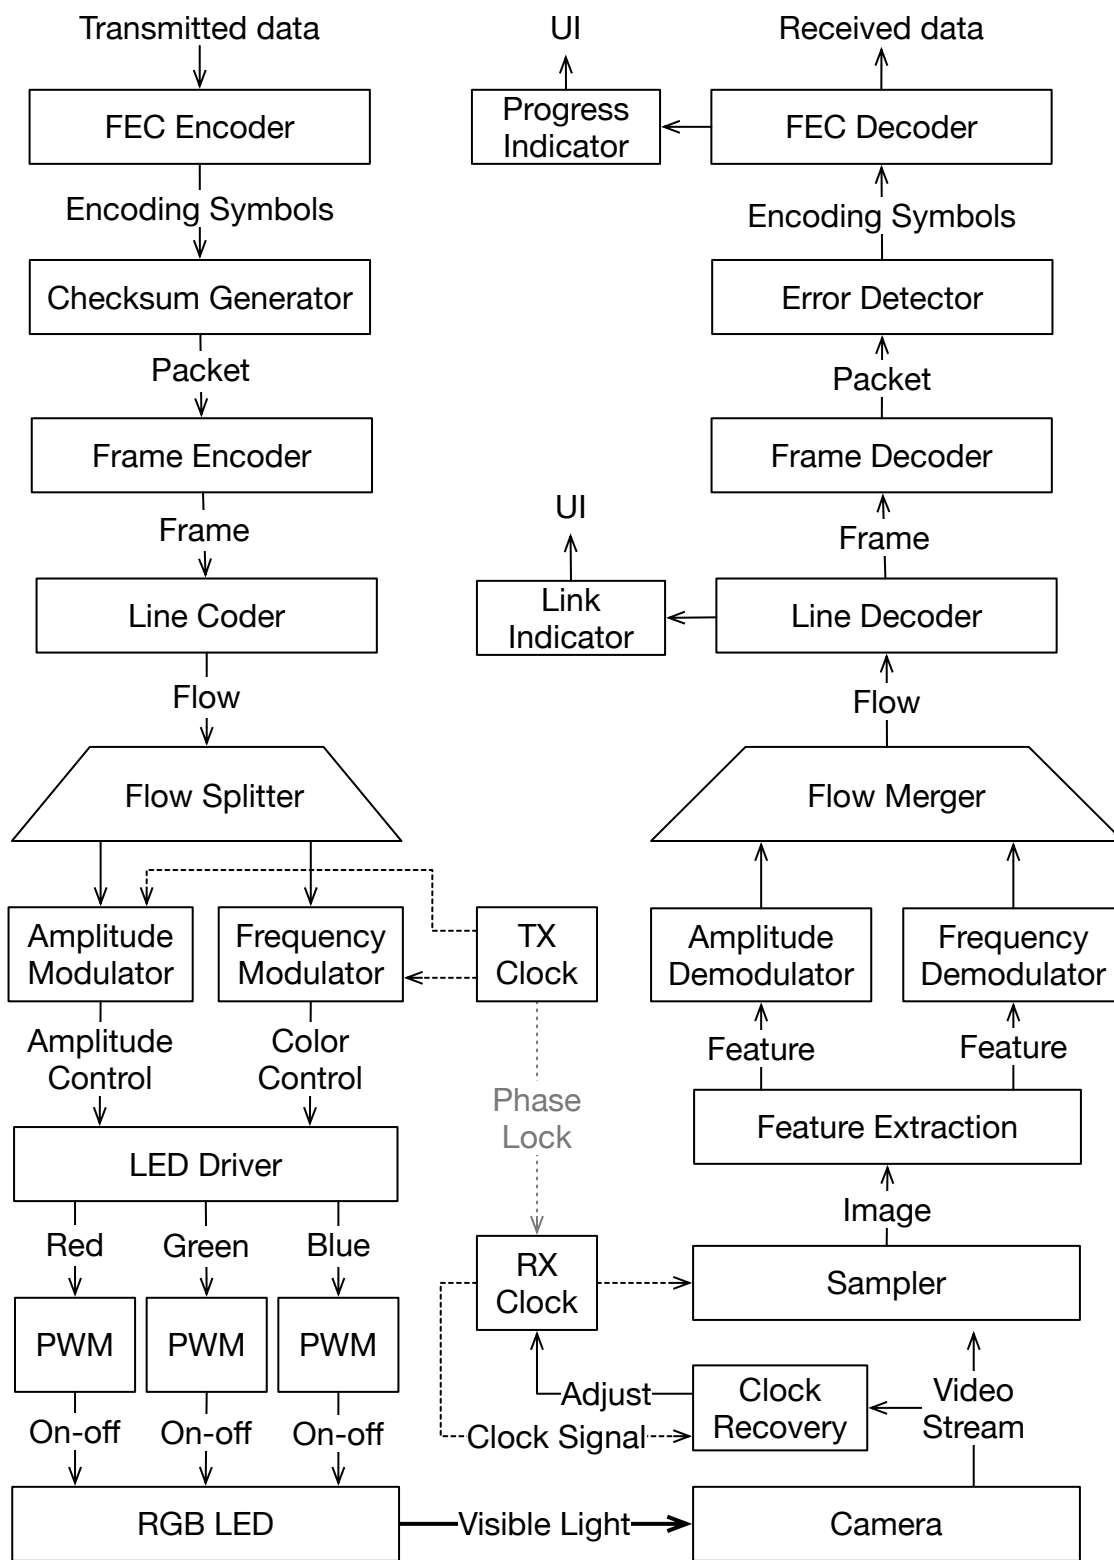 Transmitted data
FEC Encoder
Encoding Symbols
Checksum Generator
Packet
Frame Encoder
Frame
Line Coder
Flow
Flow Splitter
Amplitude
Modulator
Frequency
Modulator
TX
Clock
Amplitude
Control
Color
Control
Phase
Lock
LED Driver
Red
Green
Blue
PWM
PWM
PWM
On-off
On-off
On-off
RGB LED
Visible Light
UI
Progress
Indicator
Received data
FEC Decoder
Encoding Symbols
Error Detector
Packet
Frame Decoder
Frame
UI
Link
Indicator
Line Decoder
Flow
Flow Merger
Amplitude
Demodulator
Frequency
Demodulator
Feature
Feature
Feature Extraction
Image
RX
Clock
Sampler
Adjust
Clock Signal
Clock
Recovery
Video
Stream
Camera